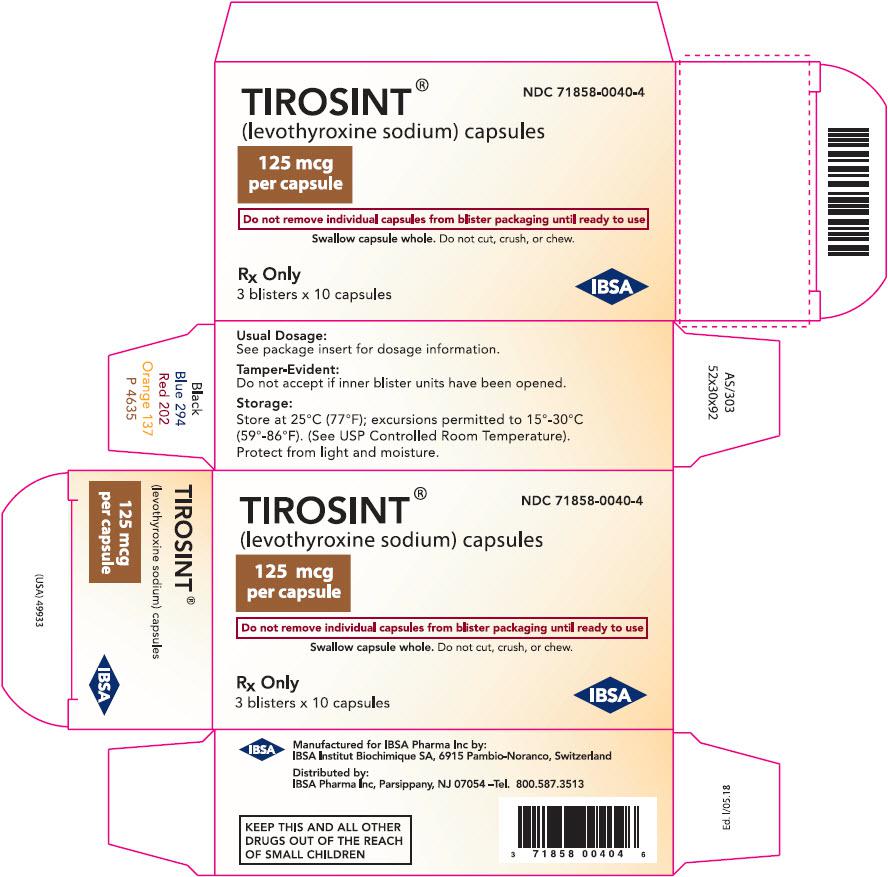 TIROSINT®
NDC 71858-0040-4
(levothyroxine sodium) capsules
125 mcg
per capsule
Do not remove individual capsules from blister packaging until ready to use
Swallow capsule whole. Do not cut, crush, or chew.
Rx Only
3 blisters x 10 capsules
IBSA
Usual Dosage:
See package insert for dosage information.
Tamper-Evident:
Do not accept if inner blister units have been opened.
Storage:
Store at 25°C (77°F); excursions permitted to 15°-30°C
(59°-86°F). (See USP Controlled Room Temperature).
Protect from light and moisture.
Black
Blue 294
Red 202
Orange 137
P 4635
AS/303
52x30x92
TIROSINT®
(levothyroxine sodium) capsules
125 mcg
per capsule
IBSA
(USA) 49933
TIROSINT®
NDC 71858-0040-4
(levothyroxine sodium) capsules
125 mcg
per capsule
Do not remove individual capsules from blister packaging until ready to use
Swallow capsule whole. Do not cut, crush, or chew.
Rx Only
3 blisters x 10 capsules
IBSA
IBSA
Manufactured for IBSA Pharma Inc by:
IBSA Institut Biochimique SA, 6915 Pambio-Noranco, Switzerland
Distributed by:
IBSA Pharma Inc, Parsippany, NJ 07054 –Tel. 800.587.3513
KEEP THIS AND ALL OTHER
DRUGS OUT OF THE REACH
OF SMALL CHILDREN
3 71858 00404 6
Ed.I/05.18